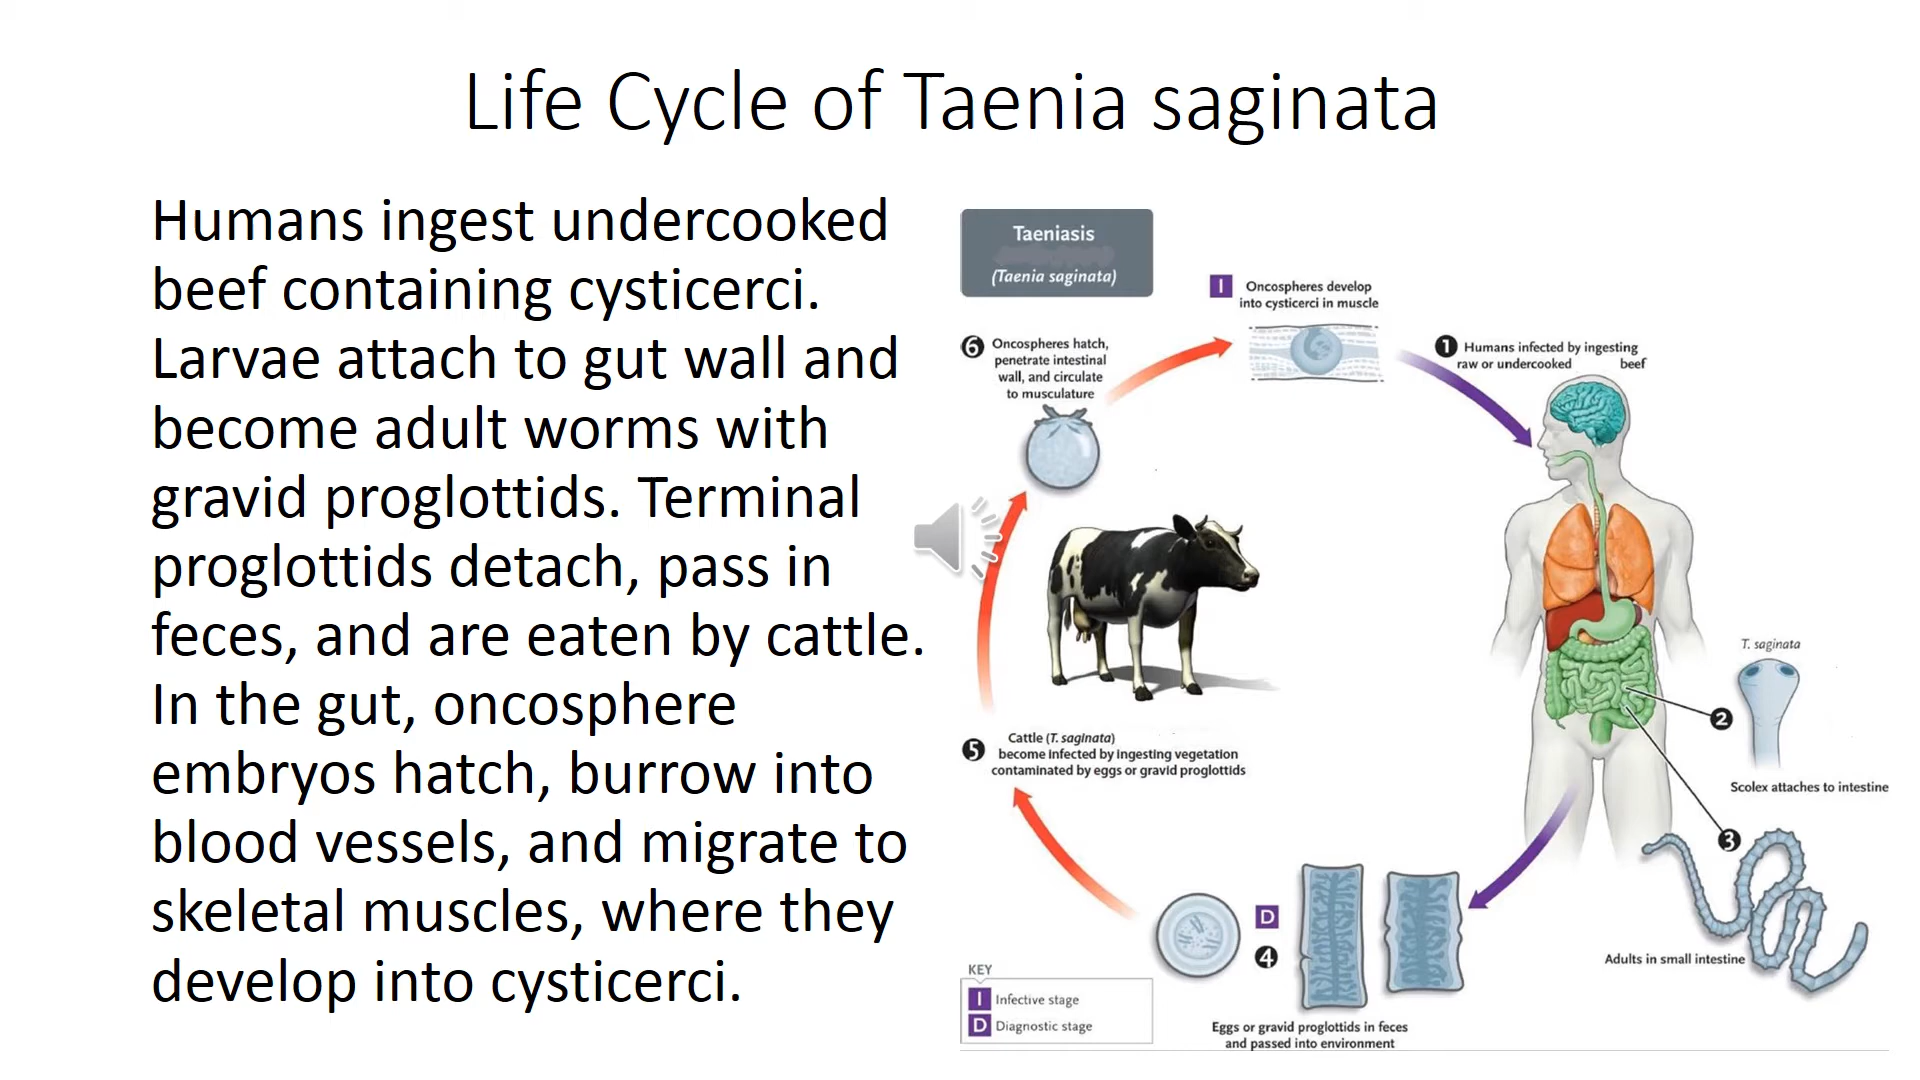 Life Cycle of Taenia saginata
Humans ingest undercooked
beef containing cysticerci.
Larvae attach to gut wall and
become adult worms with
gravid proglottids. Terminal
proglottids detach, pass in
feces, and are eaten by cattle.
In the gut, oncosphere
embryos hatch, burrow into
blood vessels, and migrate to
skeletal muscles, where they
develop into cysticerci.
Taeniasis
(Taenia saginata)
I
Oncospheres develop
into cysticerci in muscle
1 Humans infected by ingesting
raw or undercooked beef
6 Oncospheres hatch,
penetrate intestinal
wall, and circulate
to musculature
T. saginata
2
Scolex attaches to intestine
3
Adults in small intestine
5
Cattle (T. saginata)
become infected by ingesting vegetation
contaminated by eggs or gravid proglottids
D
4
Eggs or gravid proglottids in feces
and passed into environment
KEY
I Infective stage
D Diagnostic stage